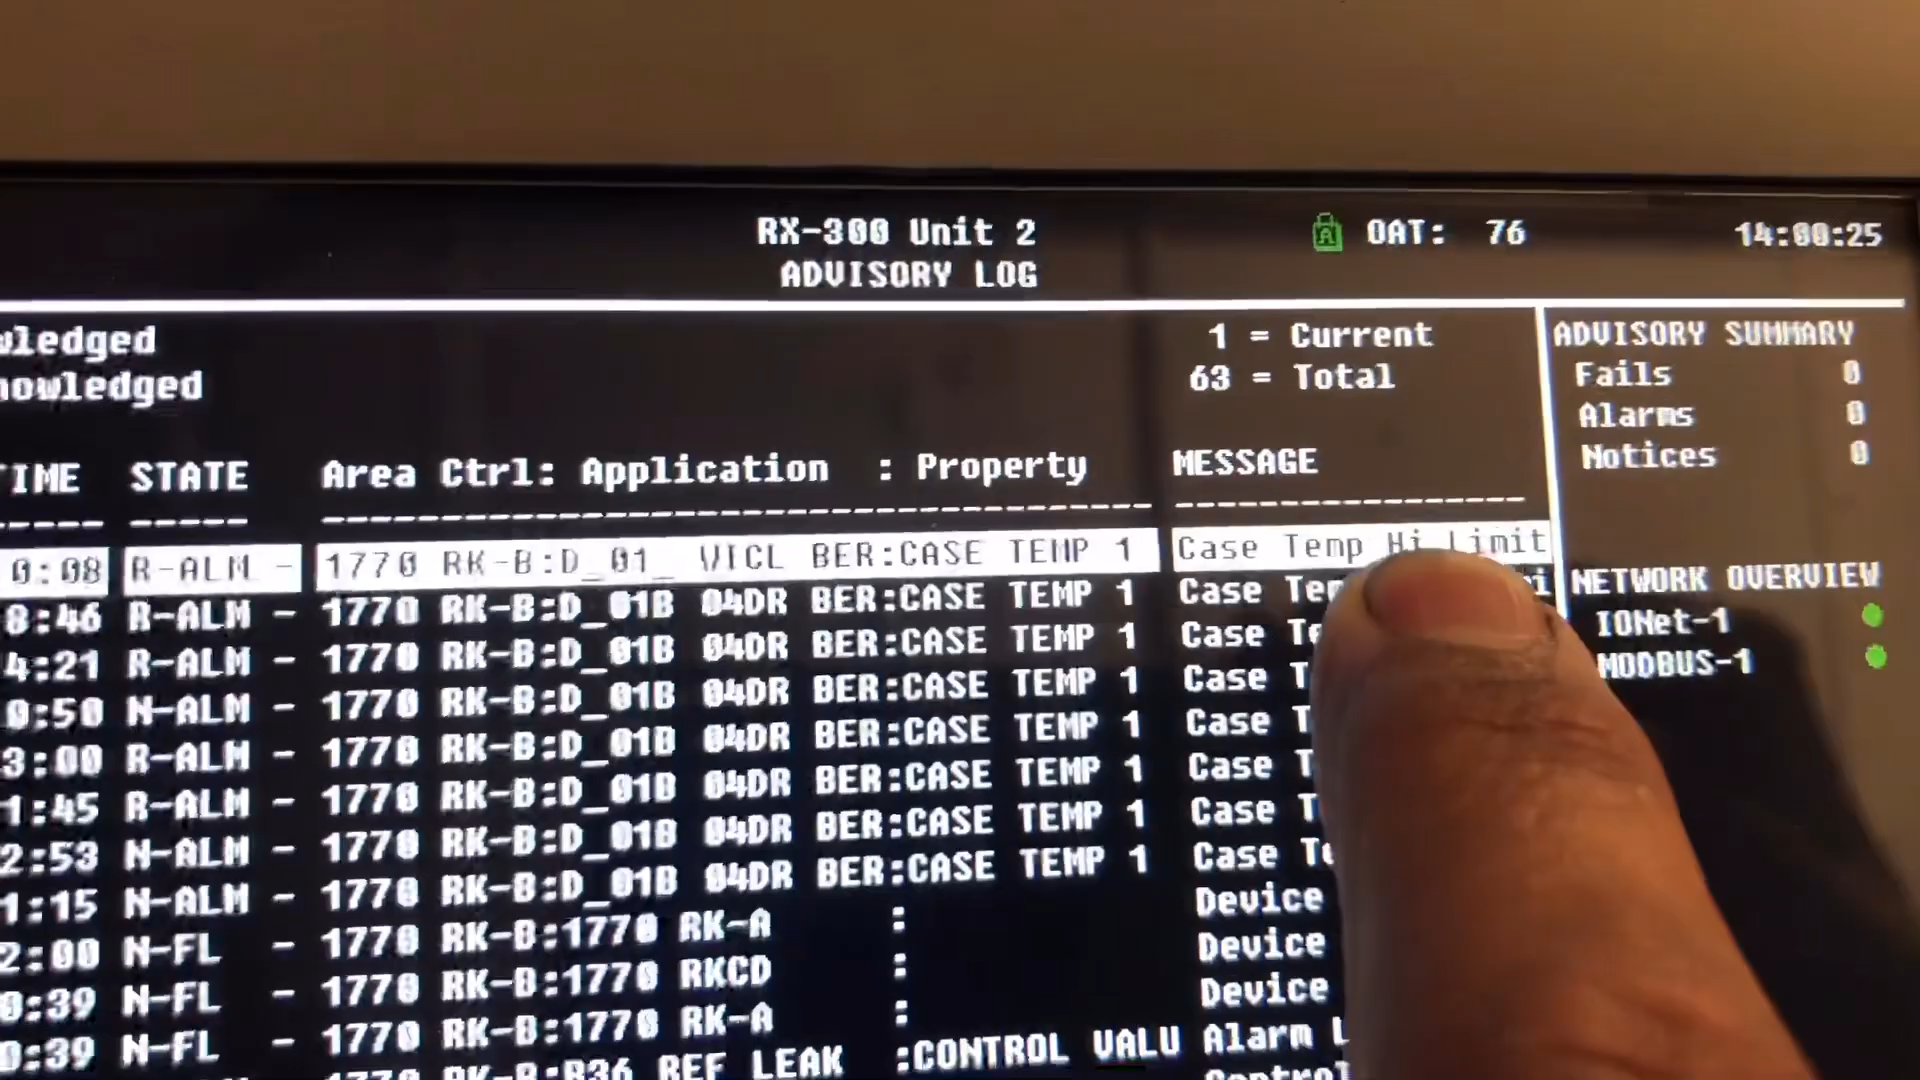 RX-300 Unit 2 OAT: 76 14:00:25
ADVISORY LOG
wledged 1 = Current ADVISORY SUMMARY
nowledged 63 = Total Fails 0
Alarms 0
TIME STATE Area Ctrl: Application : Property MESSAGE Notices 0
0:08 R-ALM - 1770 RK-B:D_01_ VICL BER:CASE TEMP 1 Case Temp Hi Limit
8:46 R-ALM - 1770 RK-B:D_01B 04DR BER:CASE TEMP 1 Case NETWORK OVERVIEW
4:21 R-ALM - 1770 RK-B:D_01B 04DR BER:CASE TEMP 1 Case IONet-1
0:50 N-ALM - 1770 RK-B:D_01B 04DR BER:CASE TEMP 1 Case MODBUS-1
3:00 R-ALM - 1770 RK-B:D_01B 04DR BER:CASE TEMP 1 Case
1:45 R-ALM - 1770 RK-B:D_01B 04DR BER:CASE TEMP 1 Case
2:53 N-ALM - 1770 RK-B:D_01B 04DR BER:CASE TEMP 1 Case
1:15 N-ALM - 1770 RK-B:D_01B 04DR BER:CASE TEMP 1 Case
2:00 N-FL - 1770 RK-B:1770 RK-A : Device
0:39 N-FL - 1770 RK-B:1770 RKCD : Device
0:39 N-FL - 1770 RK-B:1770 RK-A : Device
RK-B:B36 REF LEAK :CONTROL VALU Alarm
Control